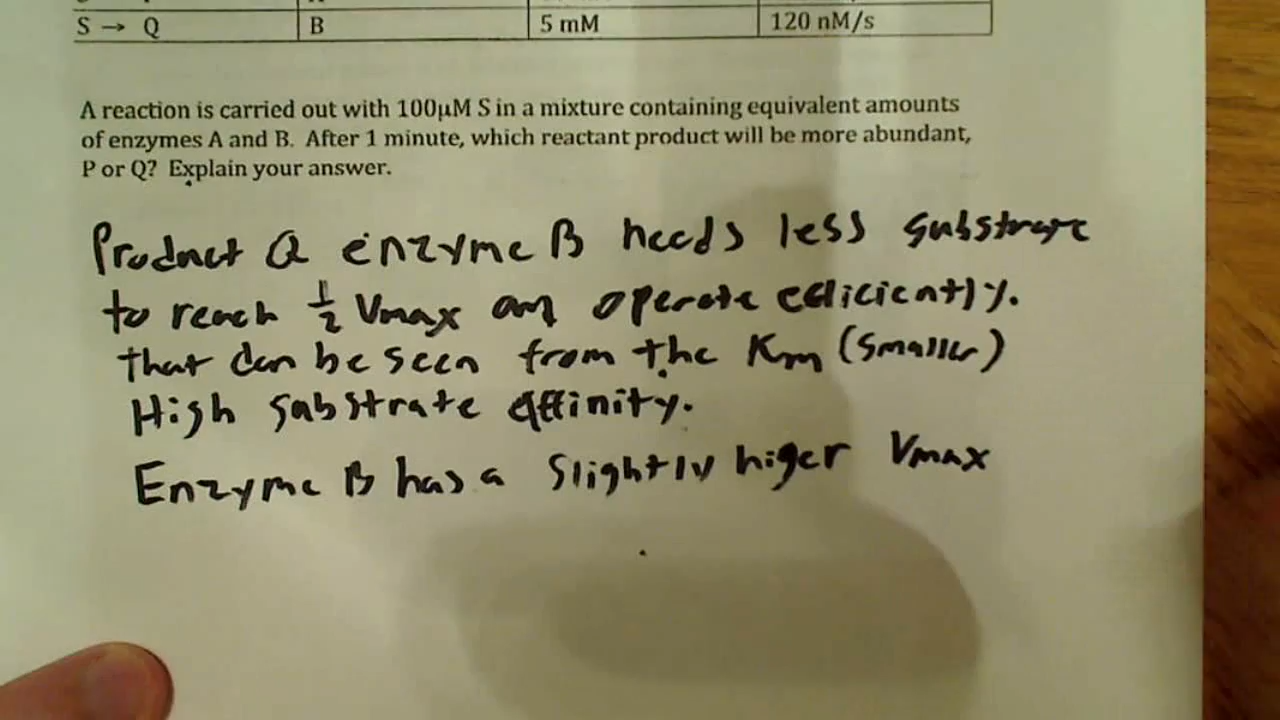 S → Q B 5 mM 120 nM/s
A reaction is carried out with 100µM S in a mixture containing equivalent amounts
of enzymes A and B. After 1 minute, which reactant product will be more abundant,
P or Q? Explain your answer.
Product Q enzyme B needs less substrate
to reach 1/2 Vmax and operate efficiently.
that can be seen from the Km (smaller)
High substrate affinity.
Enzyme B has a slightly higer Vmax